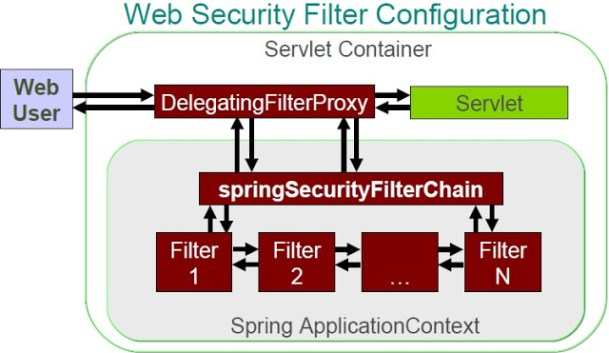 Web Security Filter Configuration
Servlet Container
Web
User
DelegatingFilterProxy
Servlet
springSecurityFilterChain
Filter
1
Filter
2
...
Filter
N
Spring ApplicationContext